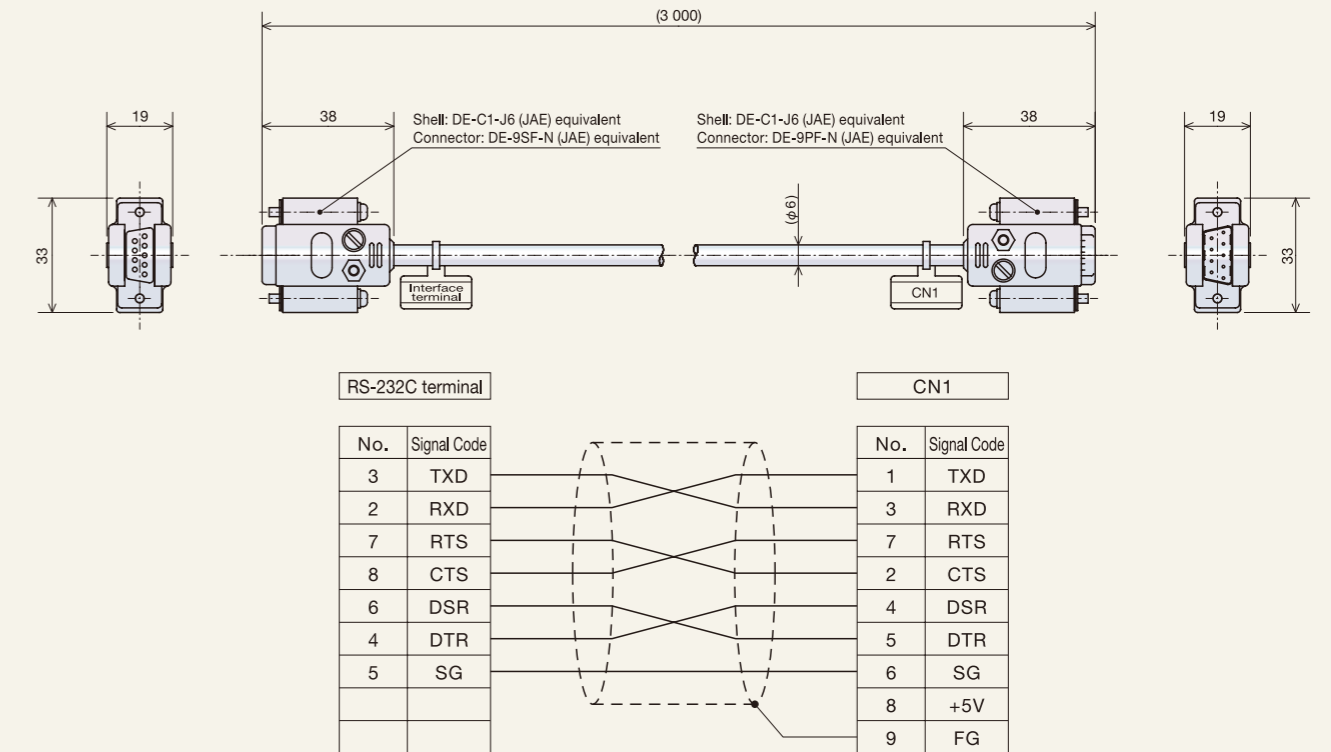 (3 000)
19
38
Shell: DE-C1-J6 (JAE) equivalent
Connector: DE-9SF-N (JAE) equivalent
Shell: DE-C1-J6 (JAE) equivalent
Connector: DE-9PF-N (JAE) equivalent
38
19
33
(ϕ6)
33
Interface
terminal
CN1
RS-232C terminal
CN1
No. Signal Code
No. Signal Code
3 TXD
1 TXD
2 RXD
3 RXD
7 RTS
7 RTS
8 CTS
2 CTS
6 DSR
4 DSR
4 DTR
5 DTR
5 SG
6 SG
8 +5V
9 FG